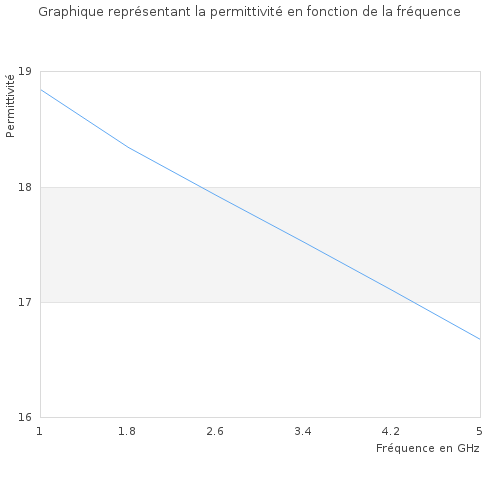 Graphique représentant la permittivité en fonction de la fréquence
Permittivité
19
18
17
16
1 1.8 2.6 3.4 4.2 5
Fréquence en GHz